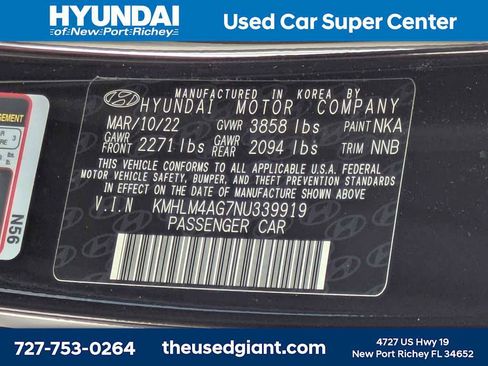 HYUNDAI
of New Port Richey
Used Car Super Center
MANUFACTURED IN KOREA BY
HYUNDAI MOTOR COMPANY
MAR/10/22 GVWR 3858 lbs PAINT NKA
GAWR FRONT 2271 lbs GAWR REAR 2094 lbs TRIM NNB
THIS VEHICLE CONFORMS TO ALL APPLICABLE U.S.A. FEDERAL
MOTOR VEHICLE SAFETY, BUMPER, AND THEFT PREVENTION STANDARDS
IN EFFECT ON THE DATE OF MANUFACTURE SHOWN ABOVE.
V.I.N KMHLM4AG7NU339919
PASSENGER CAR
N56
3
lbs
727-753-0264
theusedgiant.com
4727 US Hwy 19
New Port Richey FL 34652